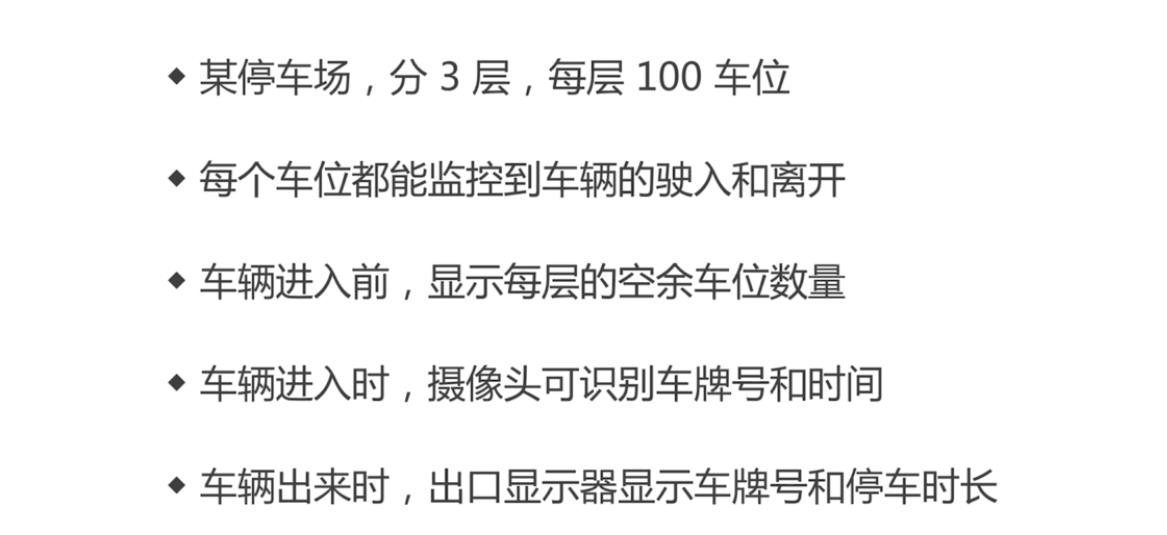 ◆ 某停车场，分 3 层，每层 100 车位
◆ 每个车位都能监控到车辆的驶入和离开
◆ 车辆进入前，显示每层的空余车位数量
◆ 车辆进入时，摄像头可识别车牌号和时间
◆ 车辆出来时，出口显示器显示车牌号和停车时长